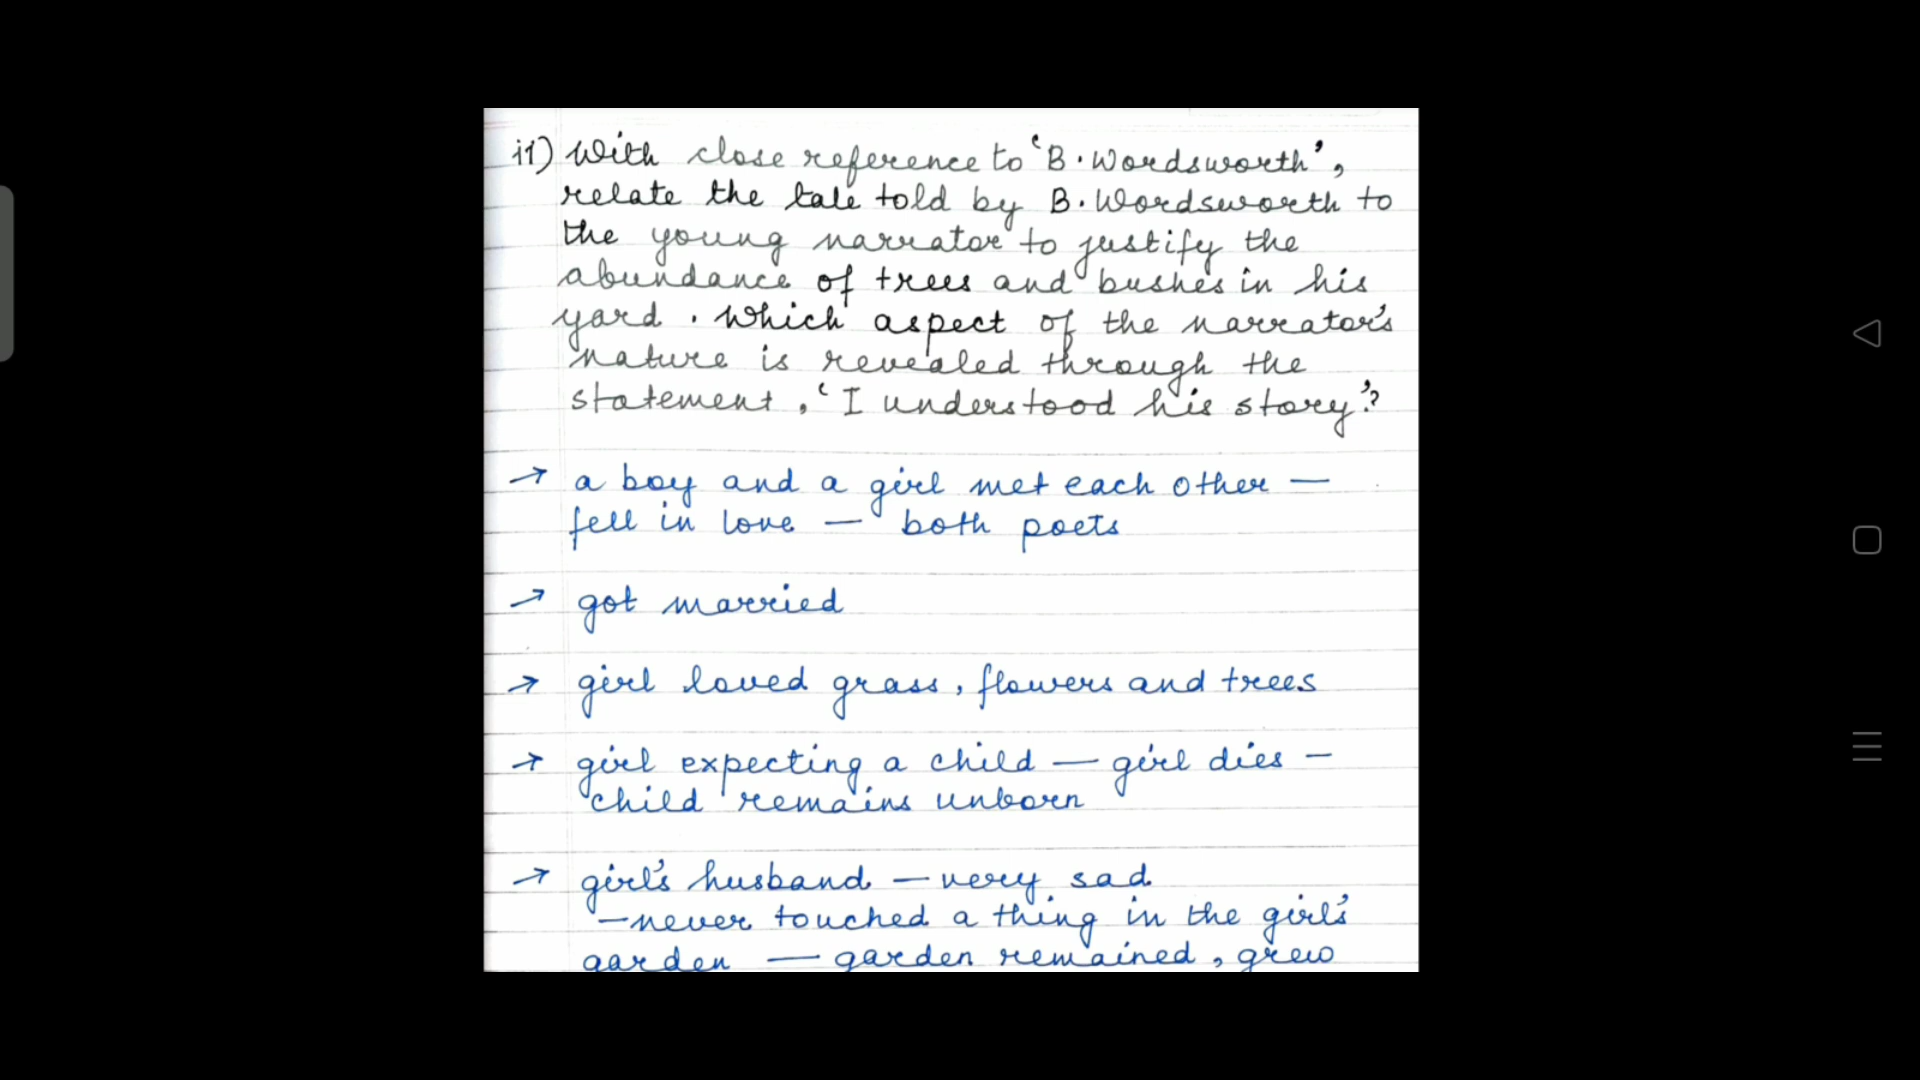 ii) With close reference to 'B. Wordsworth',
relate the tale told by B. Wordsworth to
the young narrator to justify the
abundance of trees and bushes in his
yard. Which aspect of the narrator's
nature is revealed through the
statement, 'I understood his story'?
→ a boy and a girl met each other —
fell in love — both poets
→ got married
→ girl loved grass, flowers and trees
→ girl expecting a child — girl dies —
child remains unborn
→ girl's husband — very sad
— never touched a thing in the girl's
garden — garden remained, grew